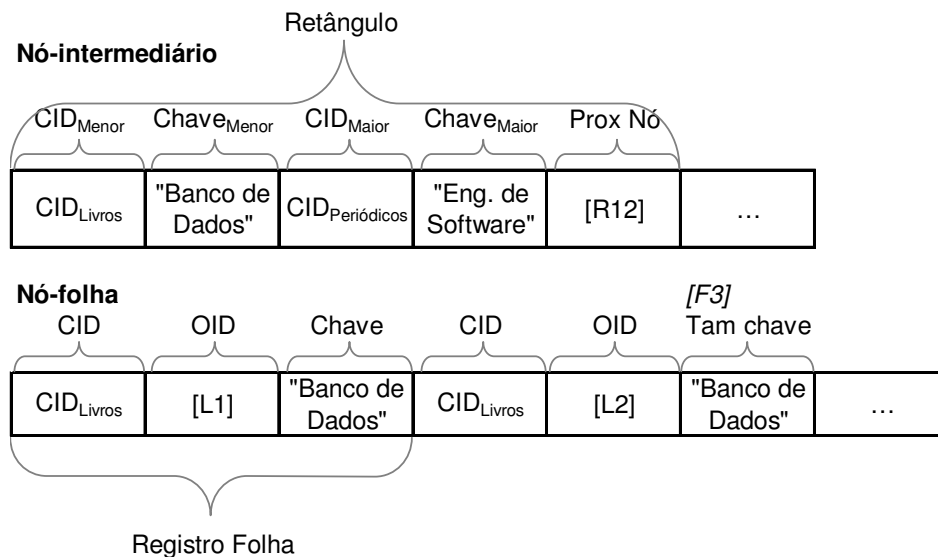 Retângulo
Nó-intermediário
CIDMenor ChaveMenor CIDMaior ChaveMaior Prox Nó
CIDLivros "Banco de Dados" CIDPeriódicos "Eng. de Software" [R12] ...
Nó-folha [F3]
CID OID Chave CID OID Tam chave
CIDLivros [L1] "Banco de Dados" CIDLivros [L2] "Banco de Dados" ...
Registro Folha